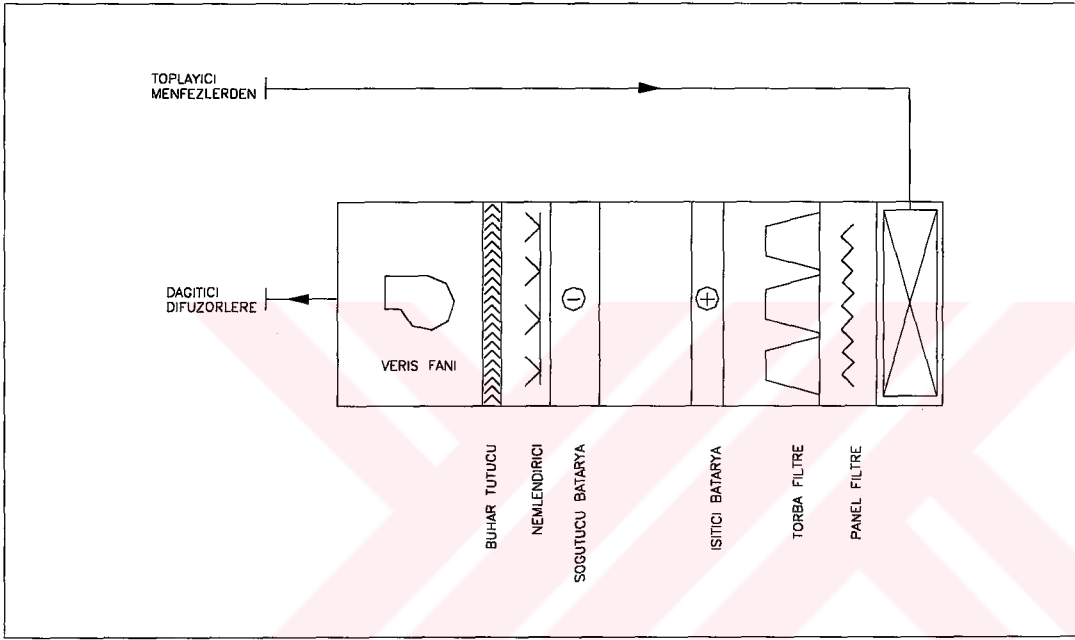 TOPLAYICI
MENFEZLERDEN
DAGITICI
DIFUZORLERE
VERIS FANI
BUHAR TUTUCU
NEMLENDIRICI
SOGUTUCU BATARYA
ISITICI BATARYA
TORBA FILTRE
PANEL FILTRE